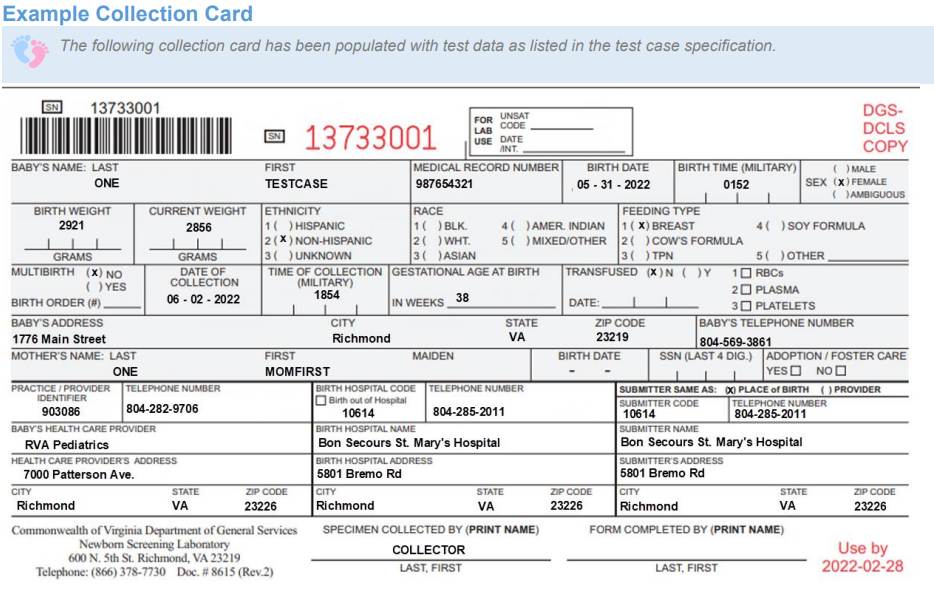 Example Collection Card
The following collection card has been populated with test data as listed in the test case specification.
SN 13733001
SN 13733001
FOR LAB USE
UNSAT CODE
DATE /INT.
DGS-
DCLS
COPY
BABY'S NAME: LAST FIRST MEDICAL RECORD NUMBER BIRTH DATE BIRTH TIME (MILITARY)
ONE TESTCASE 987654321 05 - 31 - 2022 0152
SEX ( ) MALE
(x) FEMALE
( ) AMBIGUOUS
BIRTH WEIGHT
2921
GRAMS
CURRENT WEIGHT
2856
GRAMS
ETHNICITY
1 ( ) HISPANIC
2 (x) NON-HISPANIC
3 ( ) UNKNOWN
RACE
1 ( ) BLK. 4 ( ) AMER. INDIAN
2 ( ) WHT. 5 ( ) MIXED/OTHER
3 ( ) ASIAN
FEEDING TYPE
1 (x) BREAST 4 ( ) SOY FORMULA
2 ( ) COW'S FORMULA
3 ( ) TPN 5 ( ) OTHER
MULTIBIRTH (x) NO
( ) YES
BIRTH ORDER (#)
DATE OF
COLLECTION
06 - 02 - 2022
TIME OF COLLECTION
(MILITARY)
1854
GESTATIONAL AGE AT BIRTH
IN WEEKS 38
TRANSFUSED (x) N ( ) Y
DATE:
1 RBCs
2 PLASMA
3 PLATELETS
BABY'S ADDRESS CITY STATE ZIP CODE BABY'S TELEPHONE NUMBER
1776 Main Street Richmond VA 23219 804-569-3861
MOTHER'S NAME: LAST FIRST MAIDEN BIRTH DATE SSN (LAST 4 DIG.) ADOPTION / FOSTER CARE
ONE MOMFIRST - - YES NO
PRACTICE / PROVIDER
IDENTIFIER
903086
TELEPHONE NUMBER
804-282-9706
BIRTH HOSPITAL CODE
Birth out of Hospital
10614
TELEPHONE NUMBER
804-285-2011
SUBMITTER SAME AS: (x) PLACE of BIRTH ( ) PROVIDER
SUBMITTER CODE TELEPHONE NUMBER
10614 804-285-2011
BABY'S HEALTH CARE PROVIDER BIRTH HOSPITAL NAME SUBMITTER NAME
RVA Pediatrics Bon Secours St. Mary's Hospital Bon Secours St. Mary's Hospital
HEALTH CARE PROVIDER'S ADDRESS BIRTH HOSPITAL ADDRESS SUBMITTER'S ADDRESS
7000 Patterson Ave. 5801 Bremo Rd 5801 Bremo Rd
CITY STATE ZIP CODE CITY STATE ZIP CODE CITY STATE ZIP CODE
Richmond VA 23226 Richmond VA 23226 Richmond VA 23226
Commonwealth of Virginia Department of General Services
Newborn Screening Laboratory
600 N. 5th St. Richmond, VA 23219
Telephone: (866) 378-7730 Doc. # 8615 (Rev.2)
SPECIMEN COLLECTED BY (PRINT NAME)
COLLECTOR
LAST, FIRST
FORM COMPLETED BY (PRINT NAME)
LAST, FIRST
Use by
2022-02-28